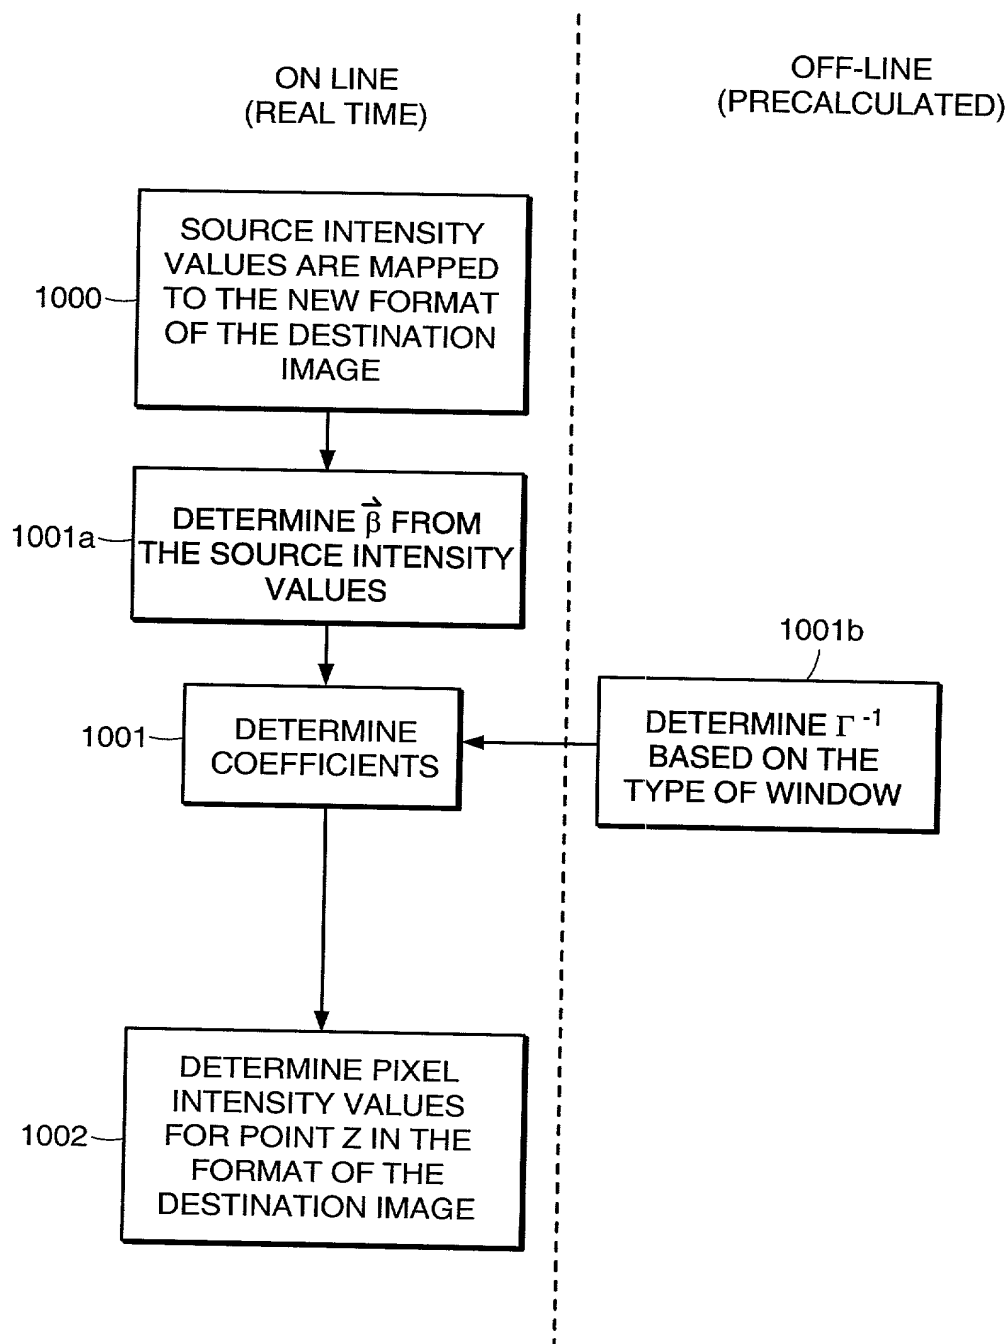 ON LINE
(REAL TIME)
OFF-LINE
(PRECALCULATED)
1000
SOURCE INTENSITY
VALUES ARE MAPPED
TO THE NEW FORMAT
OF THE DESTINATION
IMAGE
1001a
DETERMINE β⃗ FROM
THE SOURCE INTENSITY
VALUES
1001b
1001
DETERMINE
COEFFICIENTS
DETERMINE Γ⁻¹
BASED ON THE
TYPE OF WINDOW
1002
DETERMINE PIXEL
INTENSITY VALUES
FOR POINT Z IN THE
FORMAT OF THE
DESTINATION IMAGE